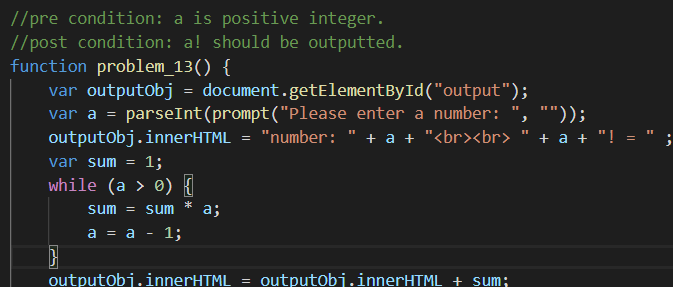 //pre condition: a is positive integer.
//post condition: a! should be outputted.
function problem_13() {
var outputObj = document.getElementById("output");
var a = parseInt(prompt("Please enter a number: ", ""));
outputObj.innerHTML = "number: " + a + "<br><br> " + a + "! = " ;
var sum = 1;
while (a > 0) {
sum = sum * a;
a = a - 1;
}
outputObj.innerHTML = outputObj.innerHTML + sum;